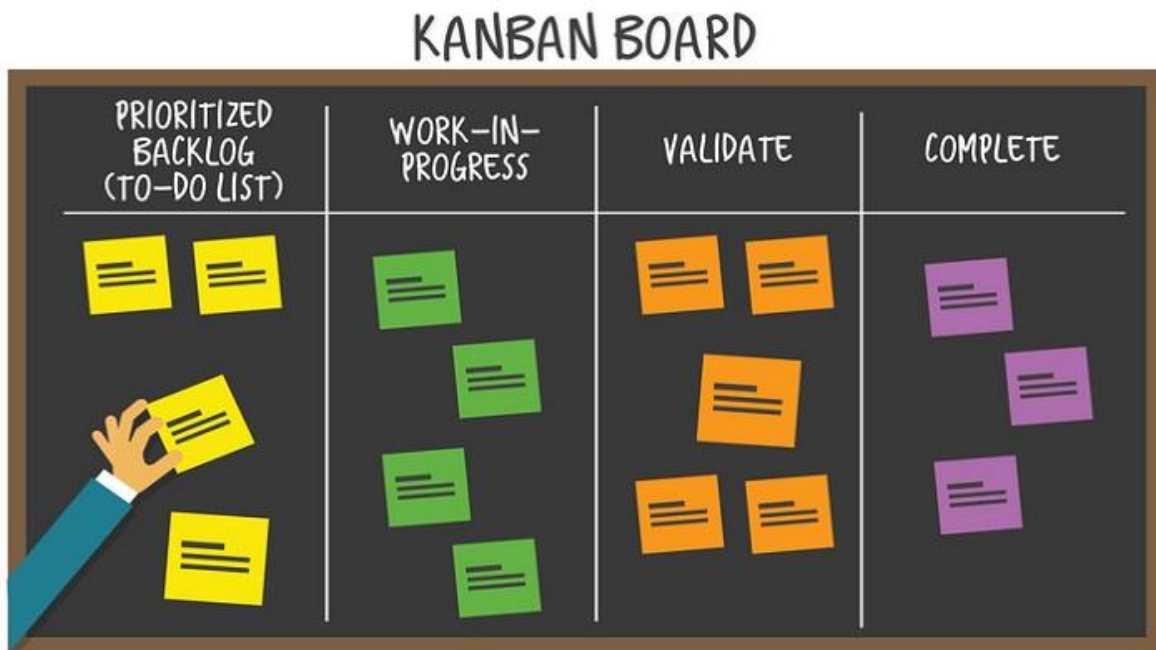 KANBAN BOARD
PRIORITIZED
BACKLOG
(TO-DO LIST)
WORK-IN-
PROGRESS
VALIDATE
COMPLETE